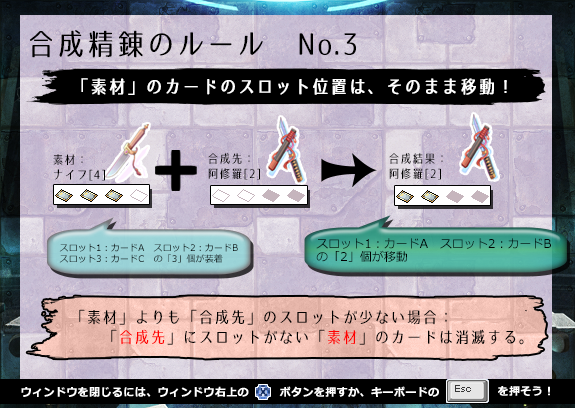 合成精錬のルール No.3
「素材」のカードのスロット位置は、そのまま移動！
素材：
ナイフ[4]
合成先：
阿修羅[2]
合成結果：
阿修羅[2]
スロット1：カードA スロット2：カードB
スロット3：カードC の「3」個が装着
スロット1：カードA スロット2：カードB
の「2」個が移動
「素材」よりも「合成先」のスロットが少ない場合：
「合成先」にスロットがない「素材」のカードは消滅する。
ウィンドウを閉じるには、ウィンドウ右上の ボタンを押すか、キーボードの Esc を押そう！